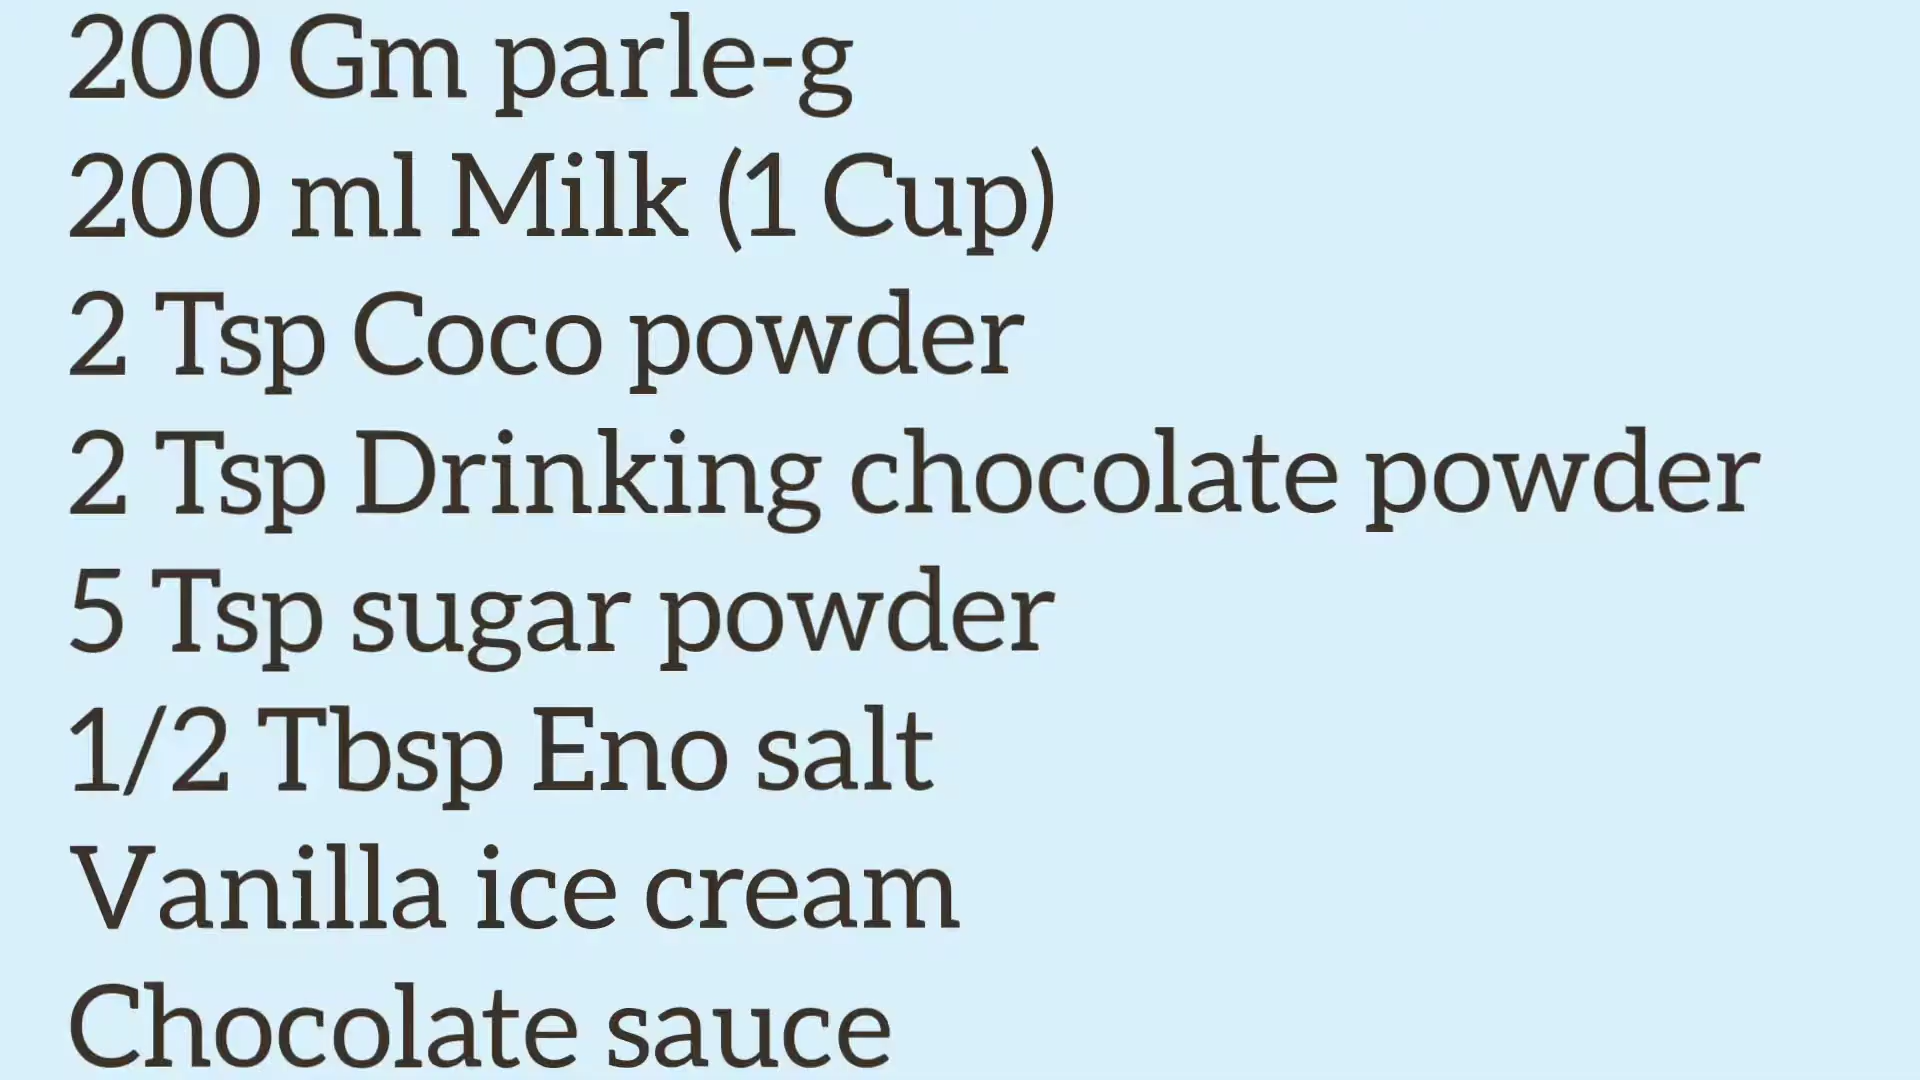 200 Gm parle-g
200 ml Milk (1 Cup)
2 Tsp Coco powder
2 Tsp Drinking chocolate powder
5 Tsp sugar powder
1/2 Tbsp Eno salt
Vanilla ice cream
Chocolate sauce